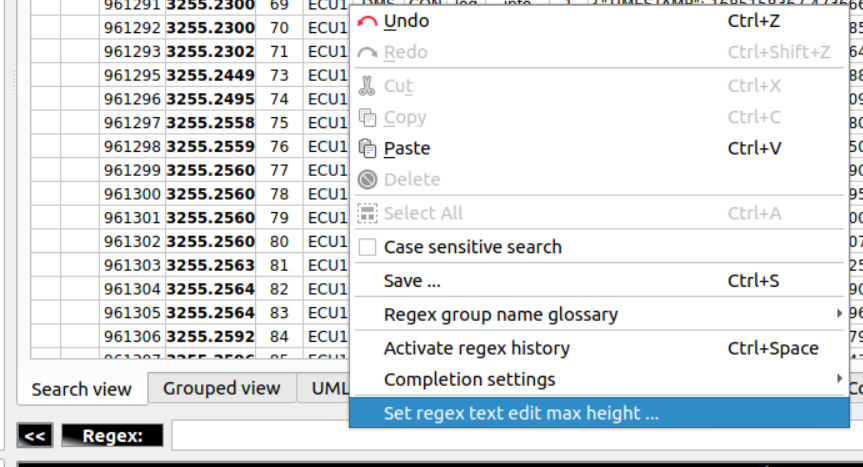 961291 3255.2300 69 ECU1 DMS CON log info 1
Undo Ctrl+Z
961292 3255.2300 70 ECU1
961293 3255.2302 71 ECU1
Redo Ctrl+Shift+Z
961295 3255.2449 73 ECU1
Cut Ctrl+X
961296 3255.2495 74 ECU1
961297 3255.2558 75 ECU1
Copy Ctrl+C
961298 3255.2559 76 ECU1
Paste Ctrl+V
961299 3255.2560 77 ECU1
Delete
961300 3255.2560 78 ECU1
961301 3255.2560 79 ECU1
Select All Ctrl+A
961302 3255.2560 80 ECU1
Case sensitive search
961303 3255.2563 81 ECU1
Save ... Ctrl+S
961304 3255.2564 82 ECU1
961305 3255.2564 83 ECU1
Regex group name glossary
961306 3255.2592 84 ECU1
Activate regex history Ctrl+Space
Completion settings
Search view Grouped view UML
Set regex text edit max height ...
<< Regex: